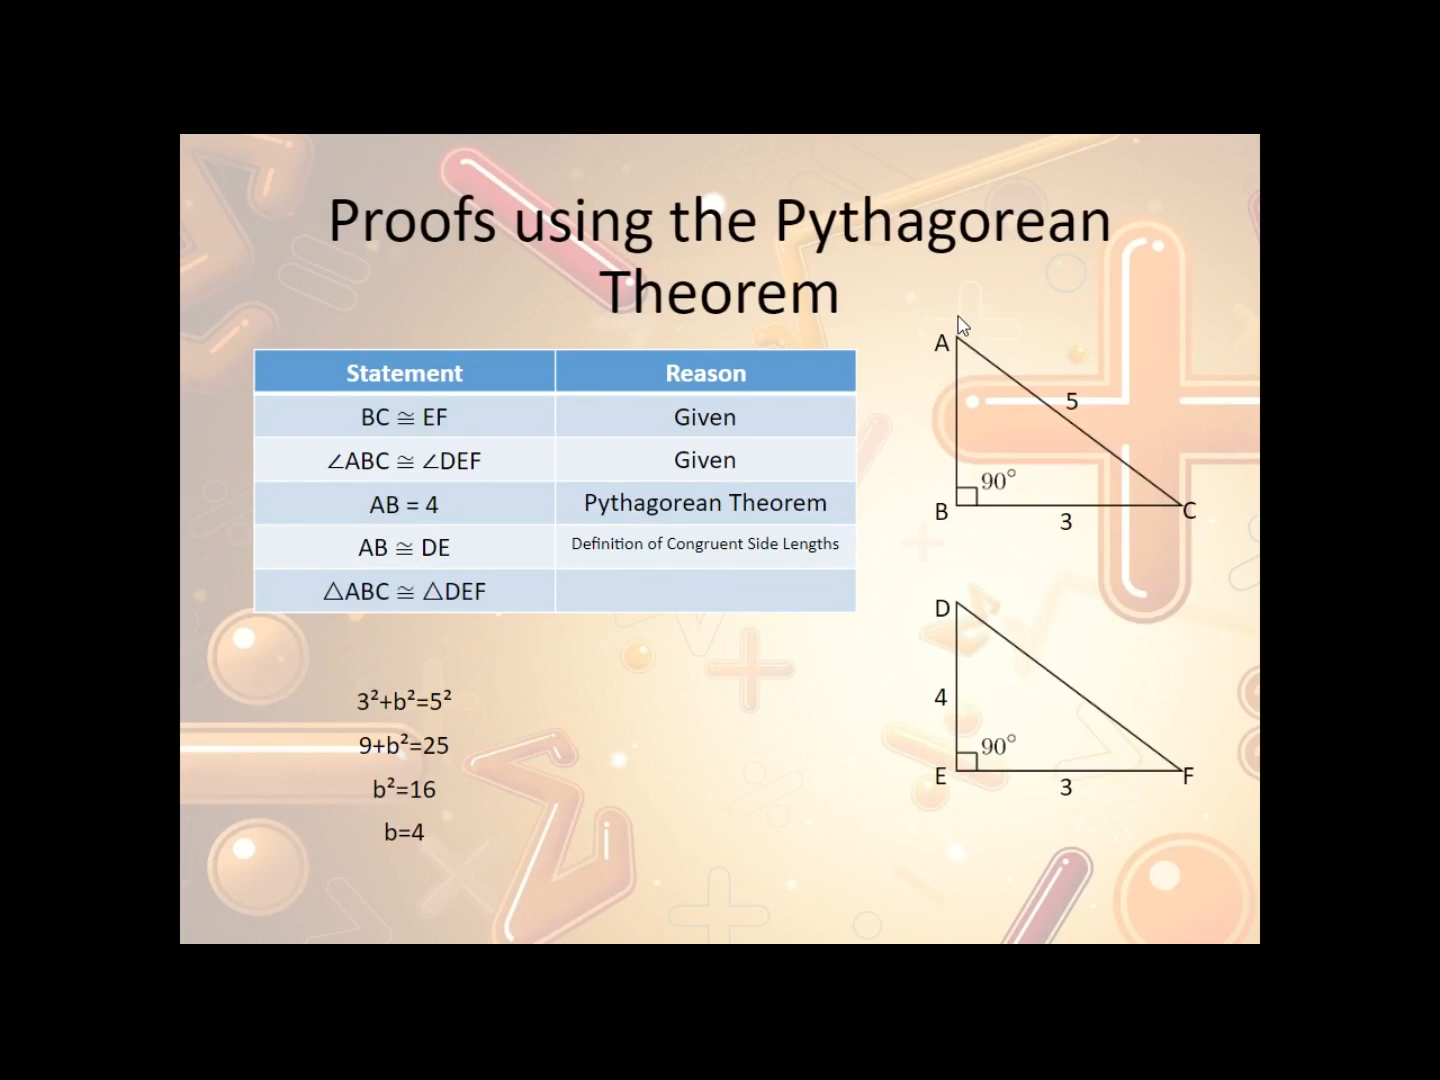 Proofs using the Pythagorean
Theorem
Statement Reason
BC ≅ EF Given
∠ABC ≅ ∠DEF Given
AB = 4 Pythagorean Theorem
AB ≅ DE Definition of Congruent Side Lengths
△ABC ≅ △DEF
3²+b²=5²
9+b²=25
b²=16
b=4
A
5
90°
B
C
3
D
4
90°
E
F
3